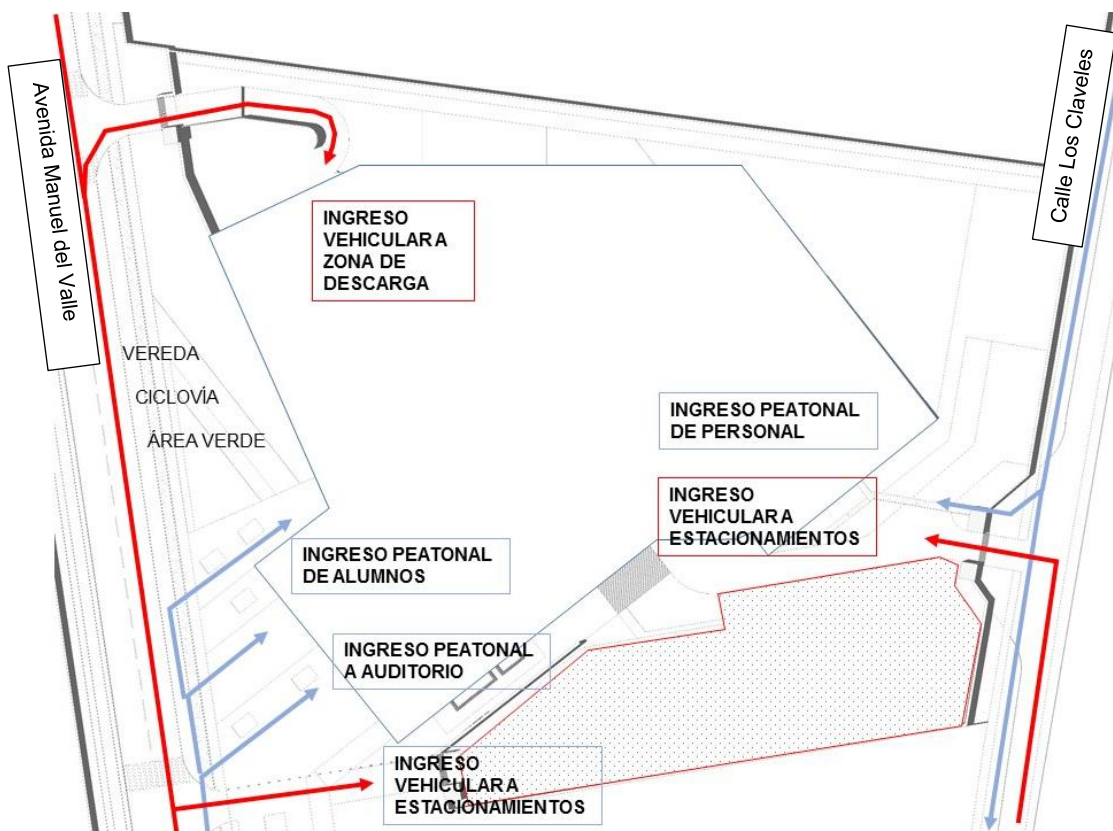 Avenida Manuel del Valle
Calle Los Claveles
INGRESO
VEHICULAR A
ZONA DE
DESCARGA
VEREDA
CICLOVÍA
ÁREA VERDE
INGRESO PEATONAL
DE PERSONAL
INGRESO
VEHICULAR A
ESTACIONAMIENTOS
INGRESO PEATONAL
DE ALUMNOS
INGRESO PEATONAL
A AUDITORIO
INGRESO
VEHICULAR A
ESTACIONAMIENTOS